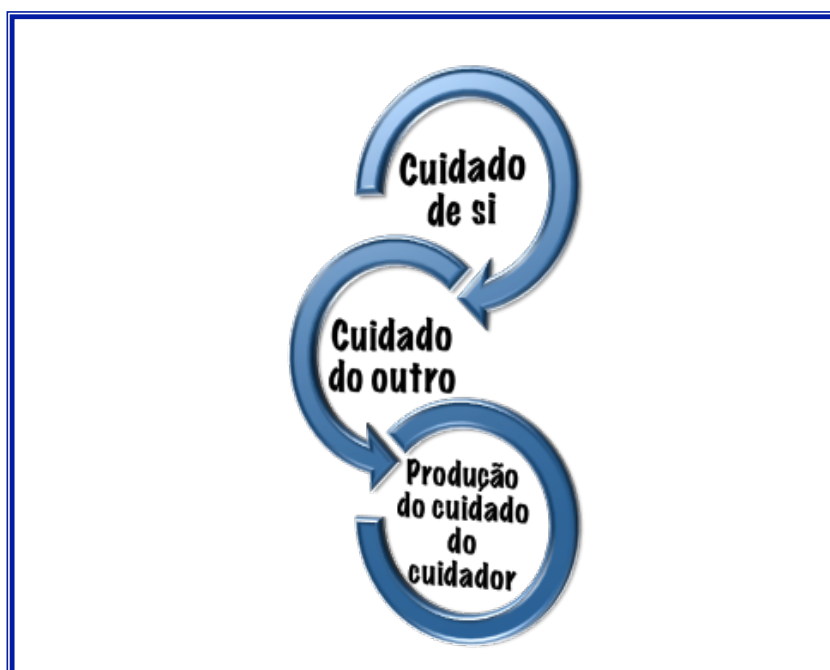 Cuidado
de si
Cuidado
do outro
Produção
do cuidado
do
cuidador